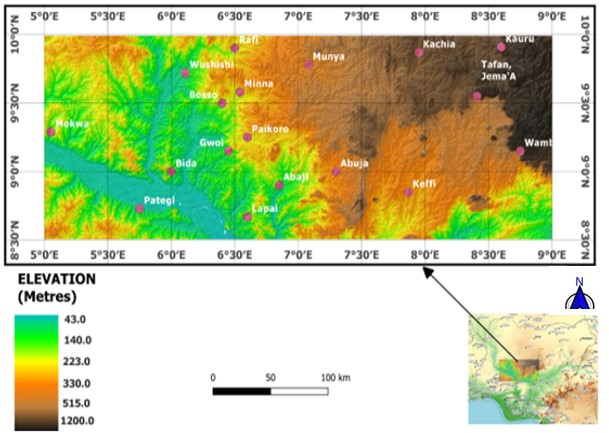 5°0'E 5°30'E 6°0'E 6°30'E 7°0'E 7°30'E 8°0'E 8°30'E 9°0'E
10°0'N 10°0'N
Rafi
Kauru
Kachia
Munya
Wushishi
Tafan,
Jema'A
Minna
Bosso
9°30'N 9°30'N
Mokwa
Paikoro
Gwoi
Wamb
Bida
Abuja
9°0'N 9°0'N
Abaji
Keffi
Pategi
Lapai
8°30'N 8°30'N
5°0'E 5°30'E 6°0'E 6°30'E 7°0'E 7°30'E 8°0'E 8°30'E 9°0'E
ELEVATION
(Metres)
N
43.0
140.0
223.0
330.0
515.0
1200.0
0 50 100 km